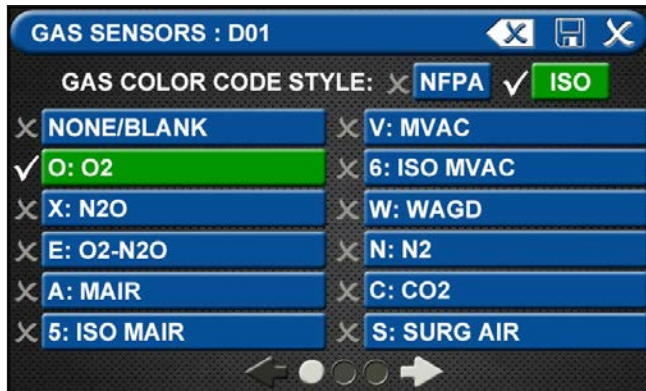 GAS SENSORS : D01
GAS COLOR CODE STYLE: NFPA ISO
NONE/BLANK
O: O2
X: N2O
E: O2-N2O
A: MAIR
5: ISO MAIR
V: MVAC
6: ISO MVAC
W: WAGD
N: N2
C: CO2
S: SURG AIR